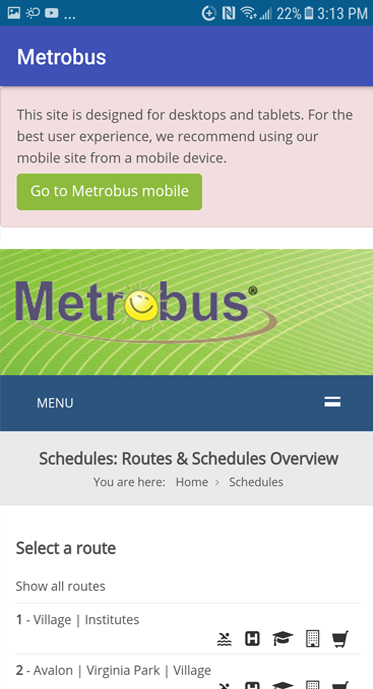 ... 22% 3:13 PM
Metrobus
This site is designed for desktops and tablets. For the
best user experience, we recommend using our
mobile site from a mobile device.
Go to Metrobus mobile
Metrobus®
MENU
Schedules: Routes & Schedules Overview
You are here: Home > Schedules
Select a route
Show all routes
1 - Village | Institutes
H
2 - Avalon | Virginia Park | Village